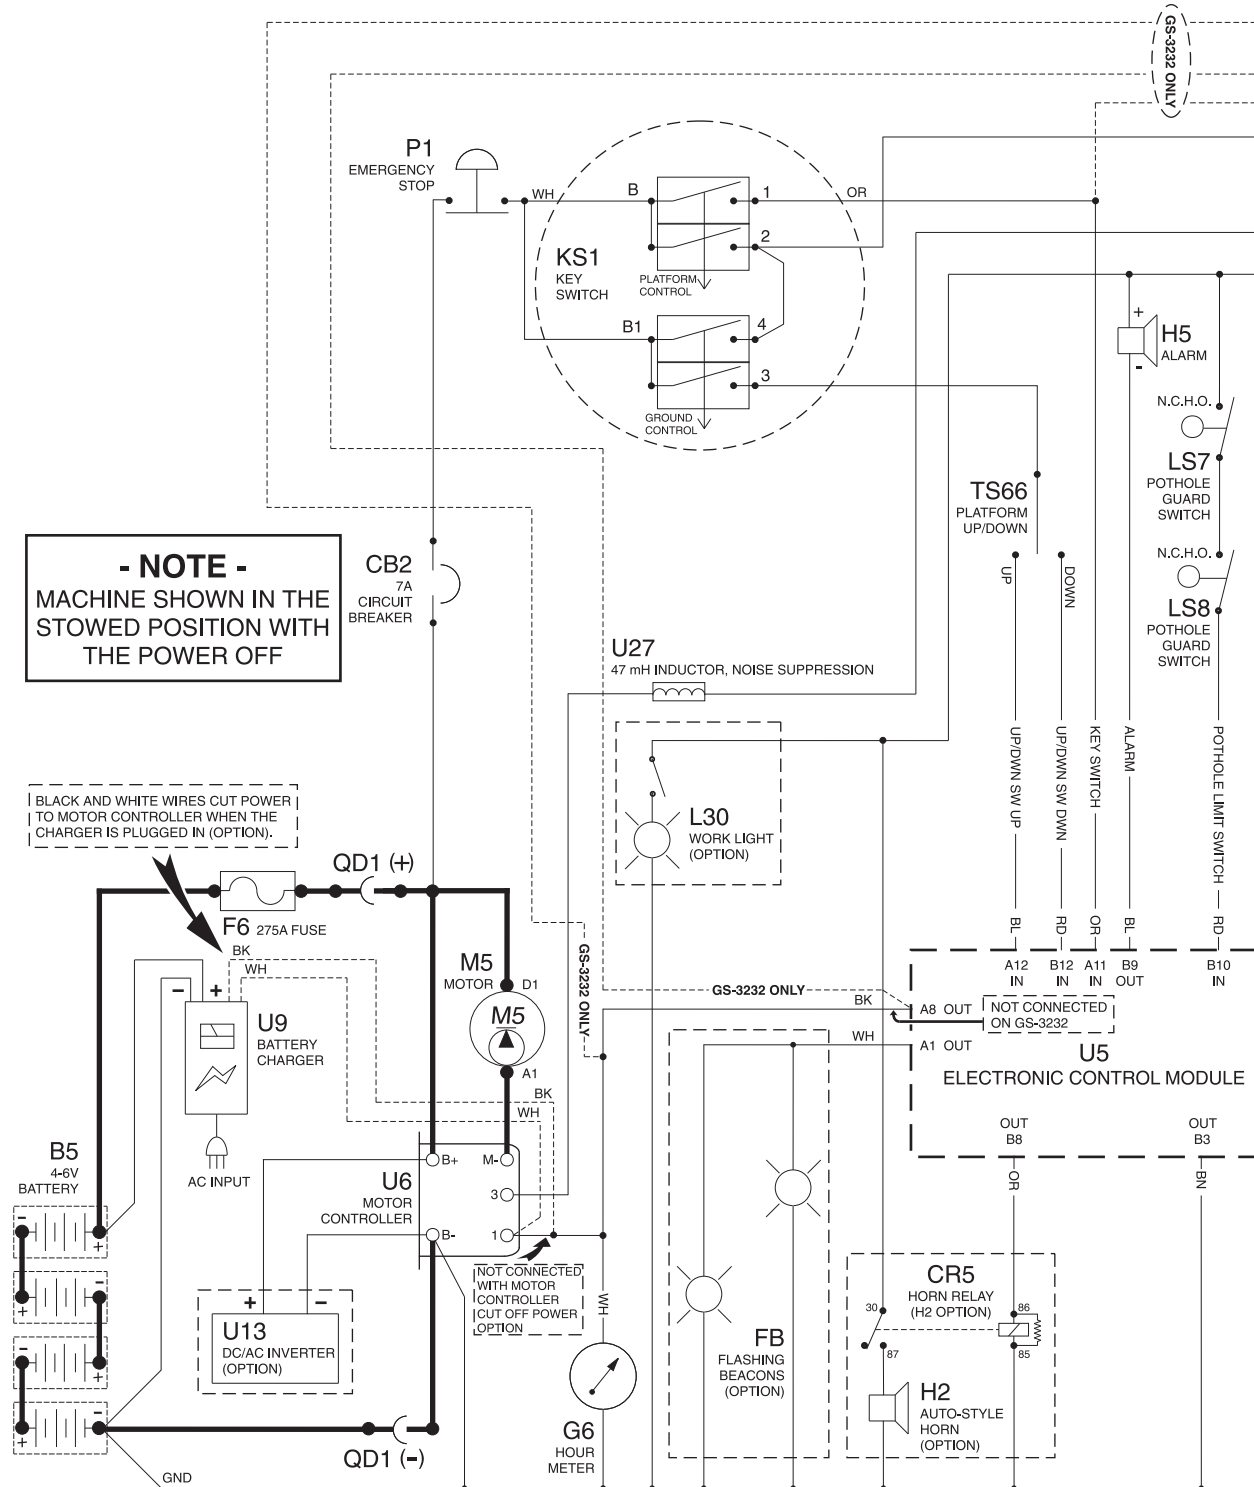 GS-3232 ONLY
P1
EMERGENCY
STOP
WH
B
1
OR
2
KS1
KEY
SWITCH
PLATFORM
CONTROL
B1
4
3
GROUND
CONTROL
+
H5
ALARM
-
N.C.H.O.
LS7
POTHOLE
GUARD
SWITCH
TS66
PLATFORM
UP/DOWN
UP
DOWN
N.C.H.O.
LS8
POTHOLE
GUARD
SWITCH
- NOTE -
MACHINE SHOWN IN THE
STOWED POSITION WITH
THE POWER OFF
CB2
7A
CIRCUIT
BREAKER
U27
47 mH INDUCTOR, NOISE SUPPRESSION
UP/DWN SW UP
UP/DWN SW DWN
KEY SWITCH
ALARM
POTHOLE LIMIT SWITCH
BLACK AND WHITE WIRES CUT POWER
TO MOTOR CONTROLLER WHEN THE
CHARGER IS PLUGGED IN (OPTION).
L30
WORK LIGHT
(OPTION)
QD1 (+)
F6 275A FUSE
BK
WH
BL
RD
OR
BL
RD
M5
MOTOR
D1
M5
A1
GS-3232 ONLY
GS-3232 ONLY
A12
IN
B12
IN
A11
IN
B9
OUT
B10
IN
BK
A8 OUT
NOT CONNECTED
ON GS-3232
WH
A1 OUT
U5
ELECTRONIC CONTROL MODULE
- +
U9
BATTERY
CHARGER
BK
WH
AC INPUT
B5
4-6V
BATTERY
OUT
B8
OUT
B3
OR
BN
B+
M-
U6
MOTOR
CONTROLLER
3
B-
1
-
+
NOT CONNECTED
WITH MOTOR
CONTROLLER
CUT OFF POWER
OPTION
-
+
+ -
U13
DC/AC INVERTER
(OPTION)
WH
CR5
HORN RELAY
(H2 OPTION)
30
86
87
85
FB
FLASHING
BEACONS
(OPTION)
-
+
H2
AUTO-STYLE
HORN
(OPTION)
-
+
QD1 (-)
G6
HOUR
METER
GND